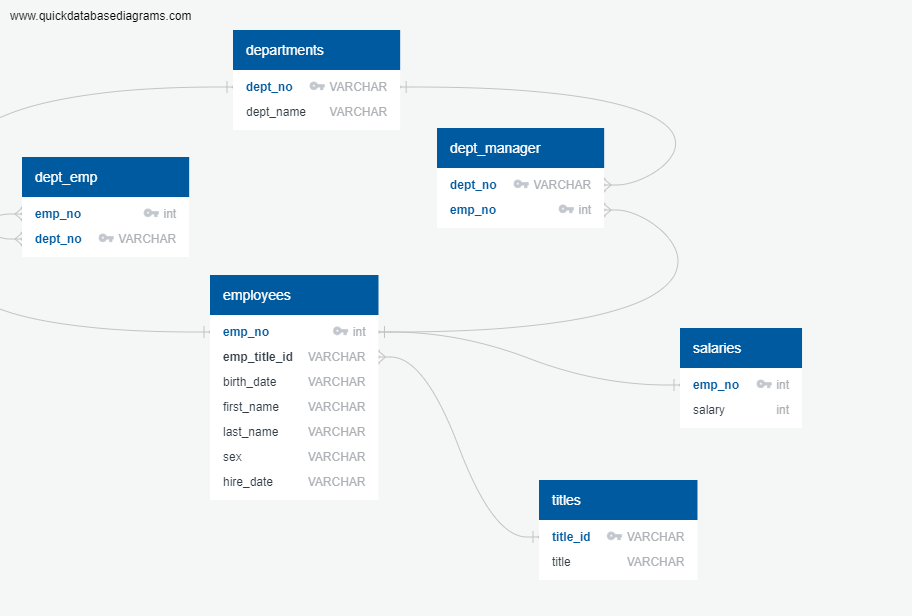 www.quickdatabasediagrams.com
departments
dept_no VARCHAR
dept_name VARCHAR
dept_manager
dept_no VARCHAR
emp_no int
dept_emp
emp_no int
dept_no VARCHAR
employees
emp_no int
emp_title_id VARCHAR
birth_date VARCHAR
first_name VARCHAR
last_name VARCHAR
sex VARCHAR
hire_date VARCHAR
salaries
emp_no int
salary int
titles
title_id VARCHAR
title VARCHAR